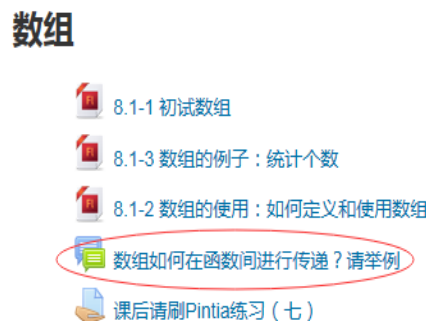 数组
8.1-1 初试数组
8.1-3 数组的例子：统计个数
8.1-2 数组的使用：如何定义和使用数组
数组如何在函数间进行传递？请举例
课后请刷Pintia练习（七）